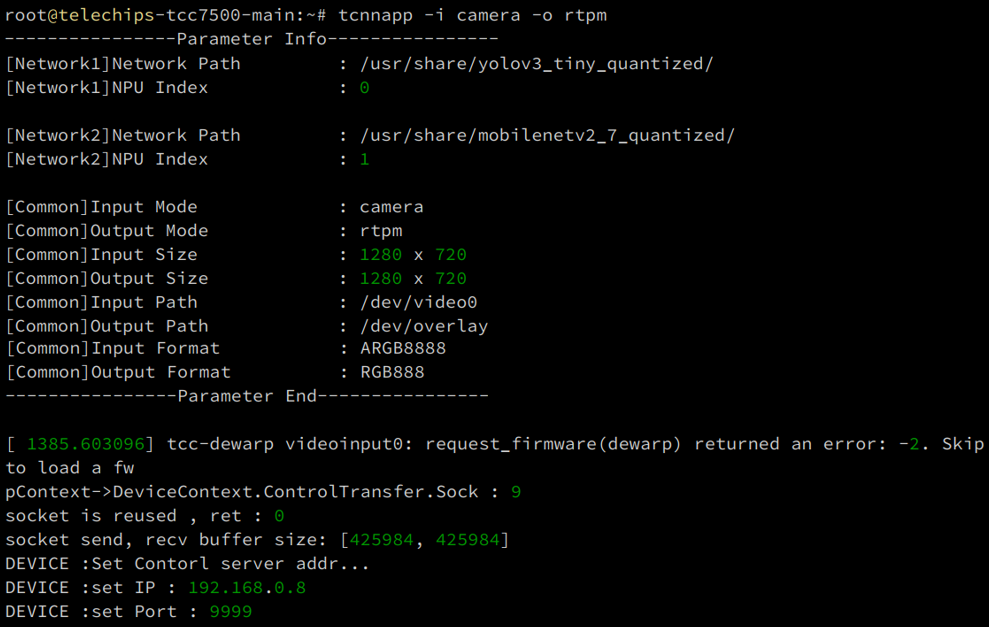 root@telechips-tcc7500-main:~# tcnnapp -i camera -o rtpm
----------------Parameter Info----------------
[Network1]Network Path : /usr/share/yolov3_tiny_quantized/
[Network1]NPU Index : 0
[Network2]Network Path : /usr/share/mobilenetv2_7_quantized/
[Network2]NPU Index : 1
[Common]Input Mode : camera
[Common]Output Mode : rtpm
[Common]Input Size : 1280 x 720
[Common]Output Size : 1280 x 720
[Common]Input Path : /dev/video0
[Common]Output Path : /dev/overlay
[Common]Input Format : ARGB8888
[Common]Output Format : RGB888
----------------Parameter End----------------
[ 1385.603096] tcc-dewarp videoinput0: request_firmware(dewarp) returned an error: -2. Skip
to load a fw
pContext->DeviceContext.ControlTransfer.Sock : 9
socket is reused , ret : 0
socket send, recv buffer size: [425984, 425984]
DEVICE :Set Contorl server addr...
DEVICE :set IP : 192.168.0.8
DEVICE :set Port : 9999